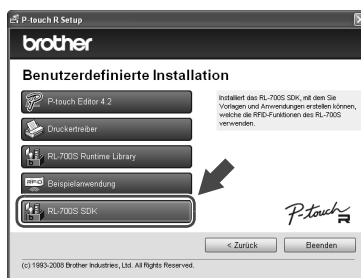 P-touch R Setup
brother
Benutzerdefinierte Installation
P-touch Editor 4.2
Installiert das RL-700S SDK, mit dem Sie
Vorlagen und Anwendungen erstellen können,
welche die RFID-Funktionen des RL-700S
verwenden.
Druckertreiber
RL-700S Runtime Library
RFID
Beispielanwendung
RL-700S SDK
P-touch R
< Zurück
Beenden
(c) 1993-2008 Brother Industries, Ltd. All Rights Reserved.